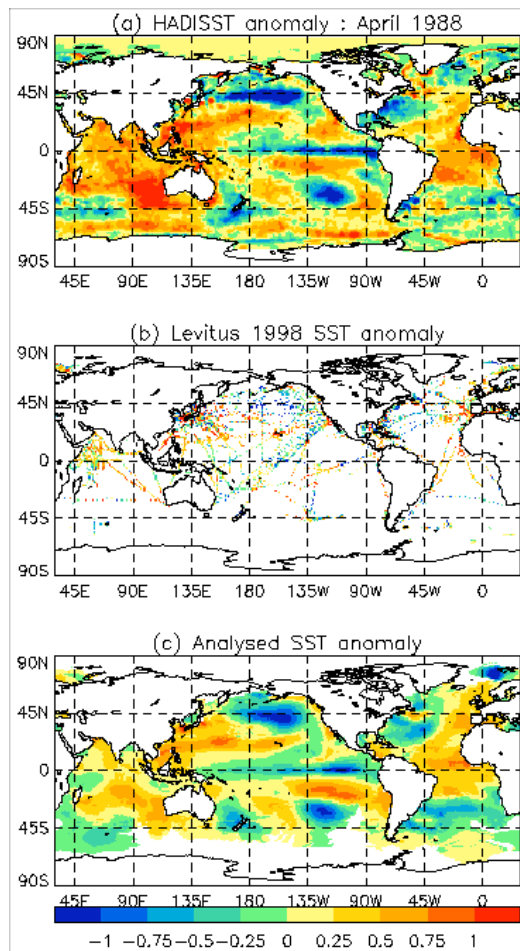 (a) HADISST anomaly : April 1988
90N
45N
0
45S
90S
45E 90E 135E 180 135W 90W 45W 0
(b) Levitus 1998 SST anomaly
90N
45N
0
45S
90S
45E 90E 135E 180 135W 90W 45W 0
(c) Analysed SST anomaly
90N
45N
0
45S
90S
45E 90E 135E 180 135W 90W 45W 0
-1 -0.75 -0.5 -0.25 0 0.25 0.5 0.75 1